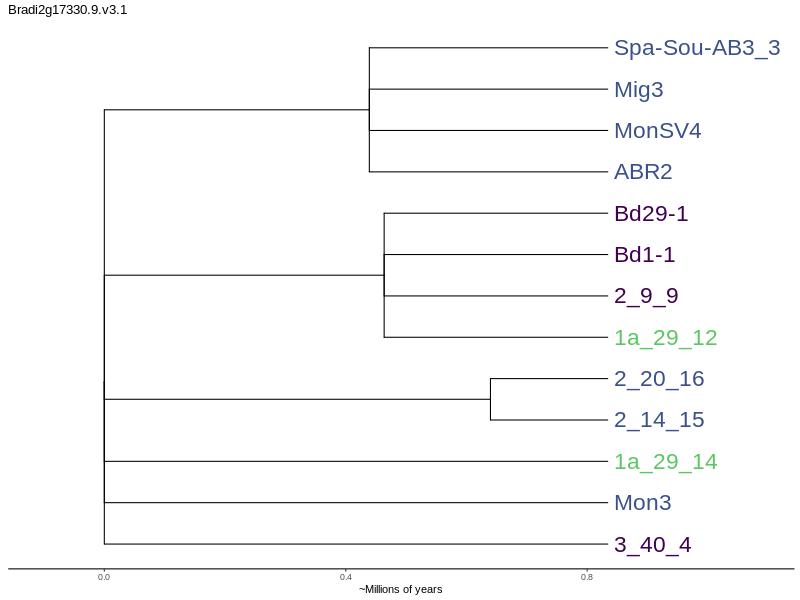 Bradi2g17330.9.v3.1
Spa-Sou-AB3_3
Mig3
MonSV4
ABR2
Bd29-1
Bd1-1
2_9_9
1a_29_12
2_20_16
2_14_15
1a_29_14
Mon3
3_40_4
0.0 0.4 0.8
~Millions of years